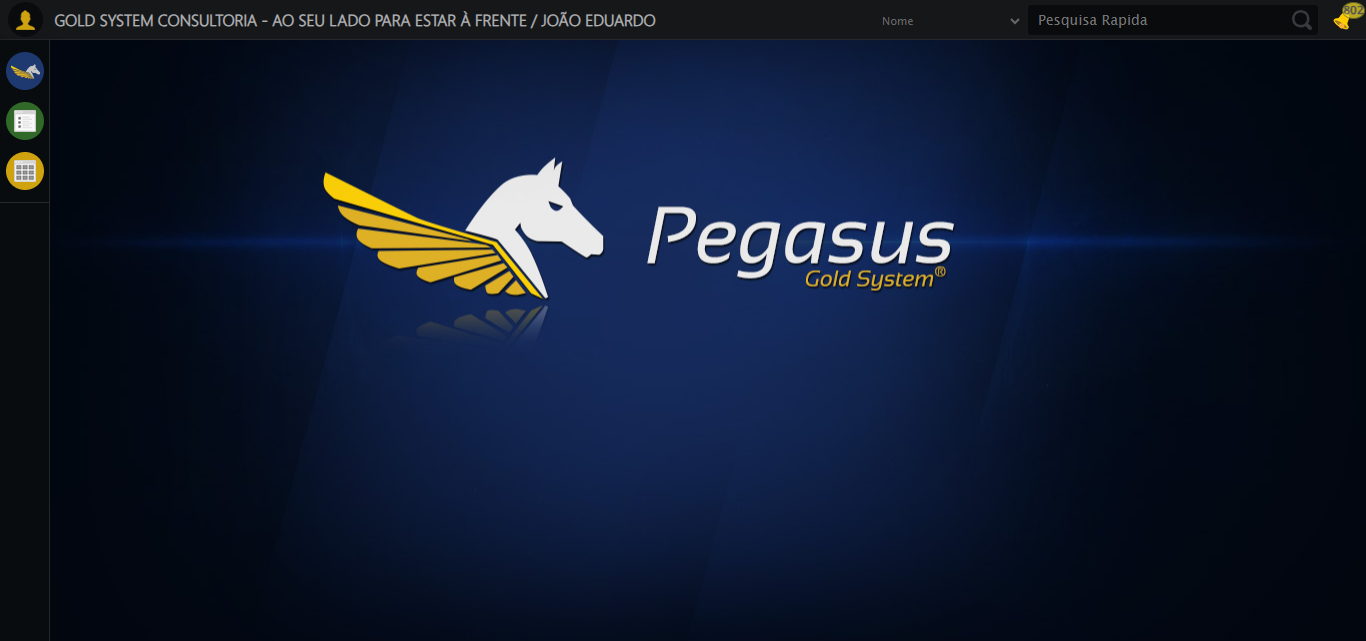 GOLD SYSTEM CONSULTORIA - AO SEU LADO PARA ESTAR À FRENTE / JOÃO EDUARDO
Nome
Pesquisa Rapida
802
Pegasus
Gold System®